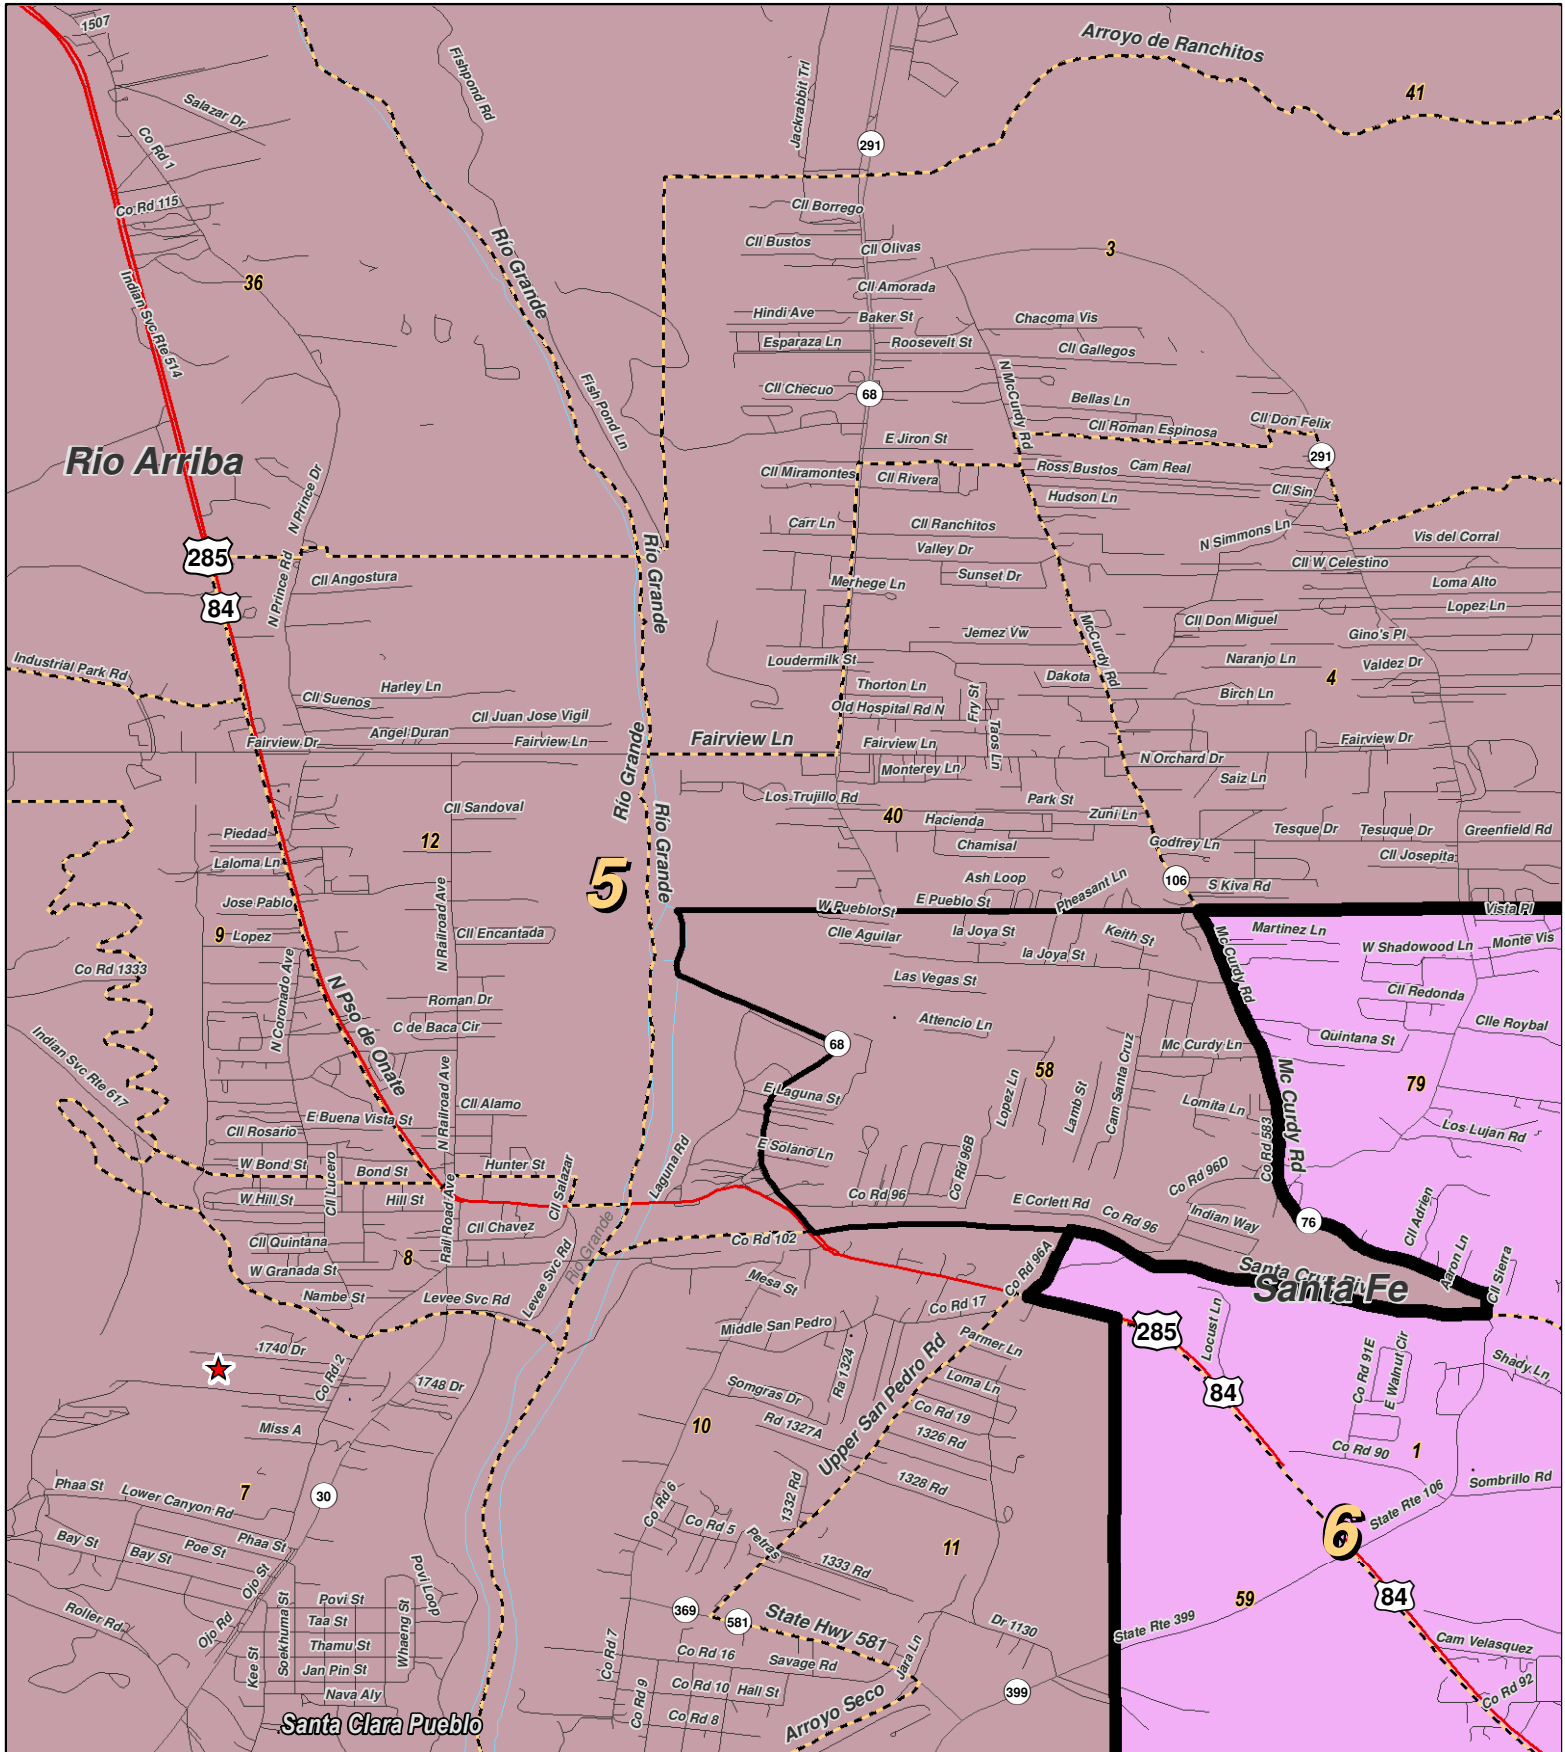 1507
Salazar Dr
Co Rd 1
Co Rd 115
Indian Svc Rte 514
36
Rio Arriba
N Prince Dr
285
84
N Prince Rd
Cll Angostura
Industrial Park Rd
Harley Ln
Cll Suenos
Cll Juan Jose Vigil
Angel Duran
Fairview Dr
Fairview Ln
Fishpond Rd
Rio Grande
Fish Pond Ln
Rio Grande
Rio Grande
Rio Grande
Jackrabbit Trl
291
Arroyo de Ranchitos
41
Cll Borrego
Cll Bustos
Cll Olivas
3
Cll Amorada
Hindi Ave
Baker St
Chacoma Vis
Esparaza Ln
Roosevelt St
Cll Gallegos
N McCurdy Rd
Cll Checuo
68
Bellas Ln
Cll Don Felix
Cll Roman Espinosa
E Jiron St
291
Cll Miramontes
Cll Rivera
Ross Bustos
Cam Real
Hudson Ln
Cll Sin
Carr Ln
Cll Ranchitos
N Simmons Ln
Vis del Corral
Valley Dr
Cll W Celestino
Merhege Ln
Sunset Dr
Loma Alto
Lopez Ln
McCurdy Rd
Cll Don Miguel
Jemez Vw
Gino's Pl
Loudermilk St
Naranjo Ln
Valdez Dr
4
Dakota
Thorton Ln
Fry St
Birch Ln
Old Hospital Rd N
Taos Ln
Fairview Ln
Fairview Ln
Fairview Dr
Monterey Ln
N Orchard Dr
Saiz Ln
Los Trujillo Rd
Park St
40
Hacienda
Zuni Ln
Tesque Dr
Tesuque Dr
Greenfield Rd
Chamisal
Godfrey Ln
Cll Josepita
Ash Loop
Pheasant Ln
106
S Kiva Rd
Cll Sandoval
Piedad
12
Laloma Ln
5
Jose Pablo
N Railroad Ave
9
Lopez
Cll Encantada
Co Rd 1333
N Coronado Ave
N Pso de Onate
Roman Dr
C de Baca Cir
Indian Svc Rte 617
N Railroad Ave
E Buena Vista St
Cll Alamo
Cll Rosario
W Bond St
Cll Lucero
Bond St
Hunter St
Cll Salazar
W Hill St
Hill St
Rail Road Ave
Cll Chavez
Cll Quintana
8
W Granada St
Nambe St
Levee Svc Rd
Levee Svc Rd
Rio Grande
Laguna Rd
W Pueblo St
E Pueblo St
Vista Pl
Clle Aguilar
la Joya St
Keith St
la Joya St
Mc Curdy Rd
Martinez Ln
W Shadowood Ln
Monte Vis
Las Vegas St
Cll Redonda
Attencio Ln
Clle Roybal
68
Mc Curdy Ln
Quintana St
58
79
E Laguna St
Lopez Ln
Lamb St
Cam Santa Cruz
Lomita Ln
Co Rd 583
Mc Curdy Rd
Los Lujan Rd
E Solano Ln
Co Rd 96B
Co Rd 96
Co Rd 96D
E Corlett Rd
Co Rd 96
Indian Way
76
Cll Adrien
Aaron Ln
Cll Sierra
Co Rd 102
Co Rd 96A
Santa Fe
Mesa St
Co Rd 17
285
Locust Ln
Middle San Pedro
Parmer Ln
Ra 1324
84
Co Rd 91E
E Walnut Cir
Shady Ln
Upper San Pedro Rd
Loma Ln
Somgras Dr
Co Rd 19
Rd 1327A
1326 Rd
10
Co Rd 90
1
Sombrillo Rd
1328 Rd
1332 Rd
Co Rd 6
Co Rd 5
Petras
State Rte 106
6
11
1333 Rd
59
84
369
581
State Hwy 581
Dr 1130
State Rte 399
Co Rd 7
Co Rd 16
Savage Rd
Jara Ln
Cam Velasquez
Co Rd 9
Co Rd 10
Hall St
399
Co Rd 92
Co Rd 8
Arroyo Seco
1740 Dr
Co Rd 2
1748 Dr
Miss A
Phaa St
Lower Canyon Rd
7
30
Phaa St
Bay St
Poe St
Bay St
Ojo St
Povi Loop
Povi St
Roller Rd
Soekhuma St
Taa St
Ojo Rd
Whaeng St
Thamu St
Kee St
Jan Pin St
Nava Aly
Santa Clara Pueblo